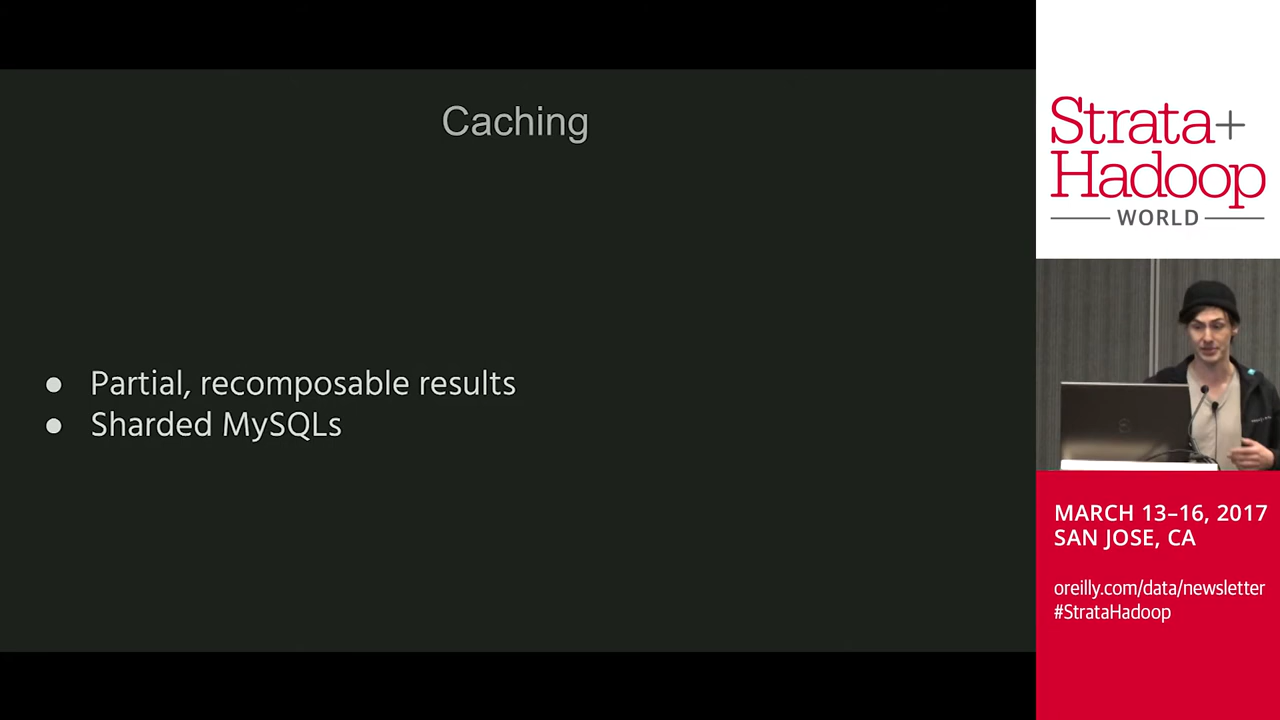 Caching
● Partial, recomposable results
● Sharded MySQLs
Strata+
Hadoop
WORLD
MARCH 13–16, 2017
SAN JOSE, CA
oreilly.com/data/newsletter
#StrataHadoop